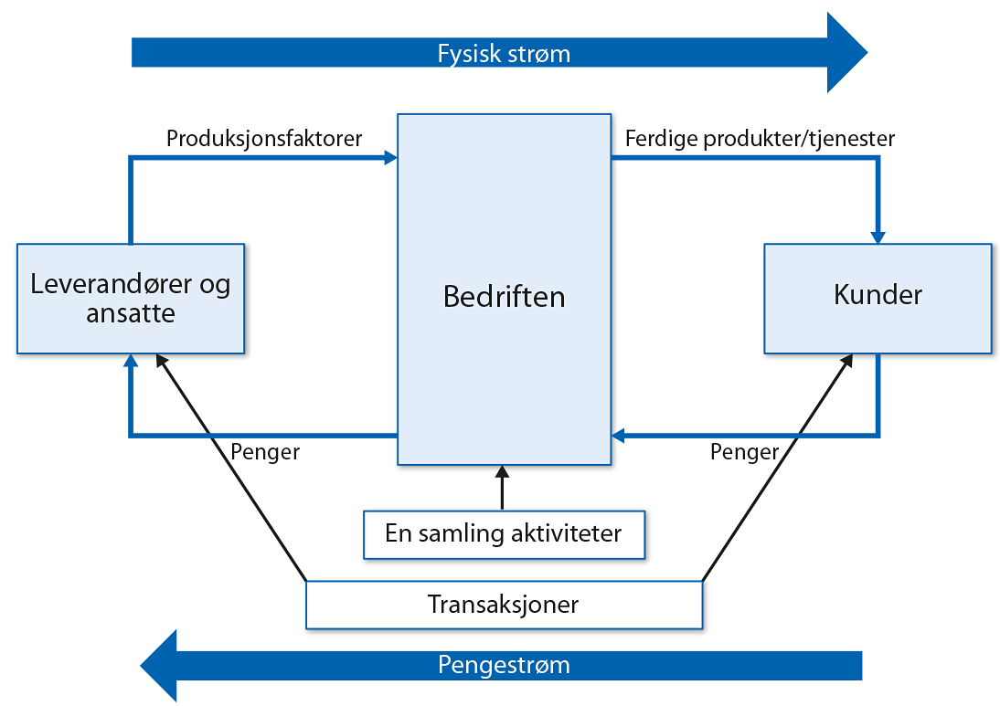 Fysisk strøm
Produksjonsfaktorer
Ferdige produkter/tjenester
Leverandører og
ansatte
Bedriften
Kunder
Penger
Penger
En samling aktiviteter
Transaksjoner
Pengestrøm